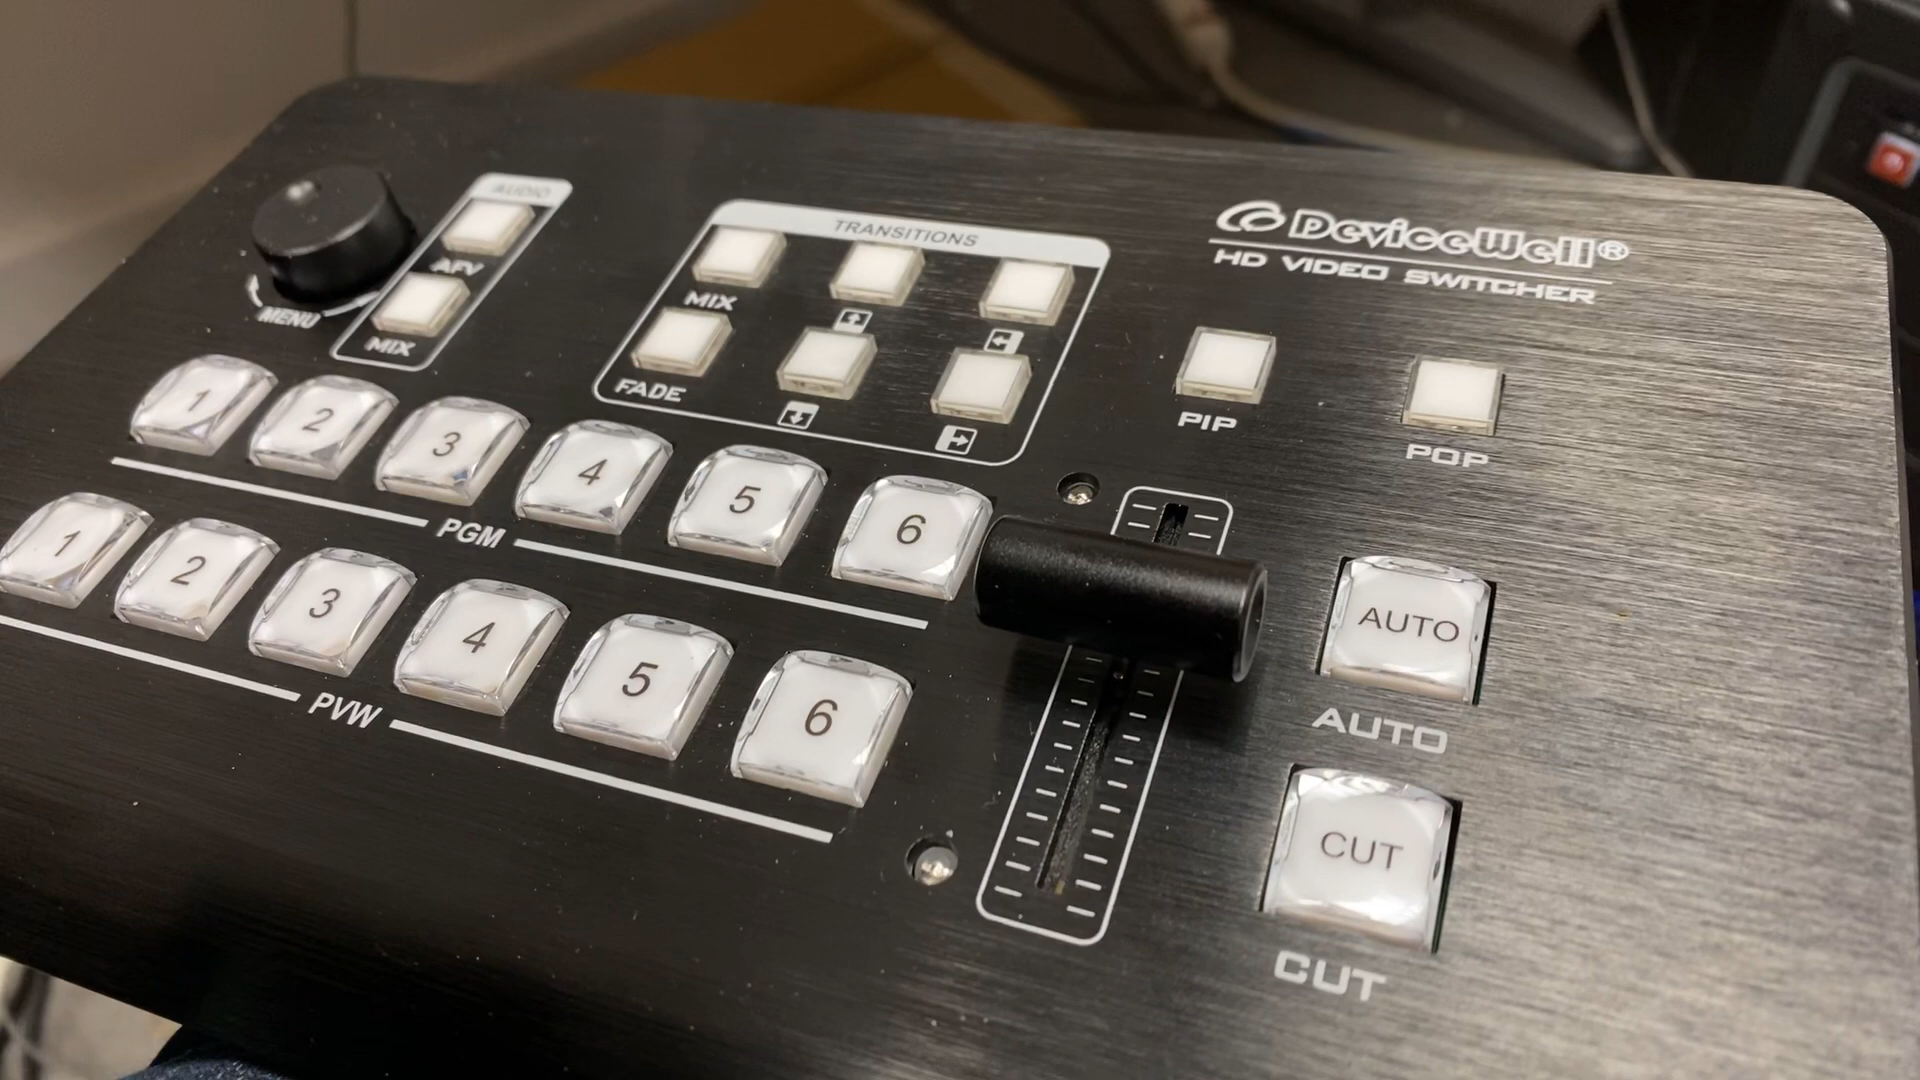 AUDIO
AFV
MIX
MENU
TRANSITIONS
MIX
FADE
DeviceWell®
HD VIDEO SWITCHER
PIP
POP
1 2 3 4 5 6
PGM
1 2 3 4 5 6
PVW
AUTO
AUTO
CUT
CUT